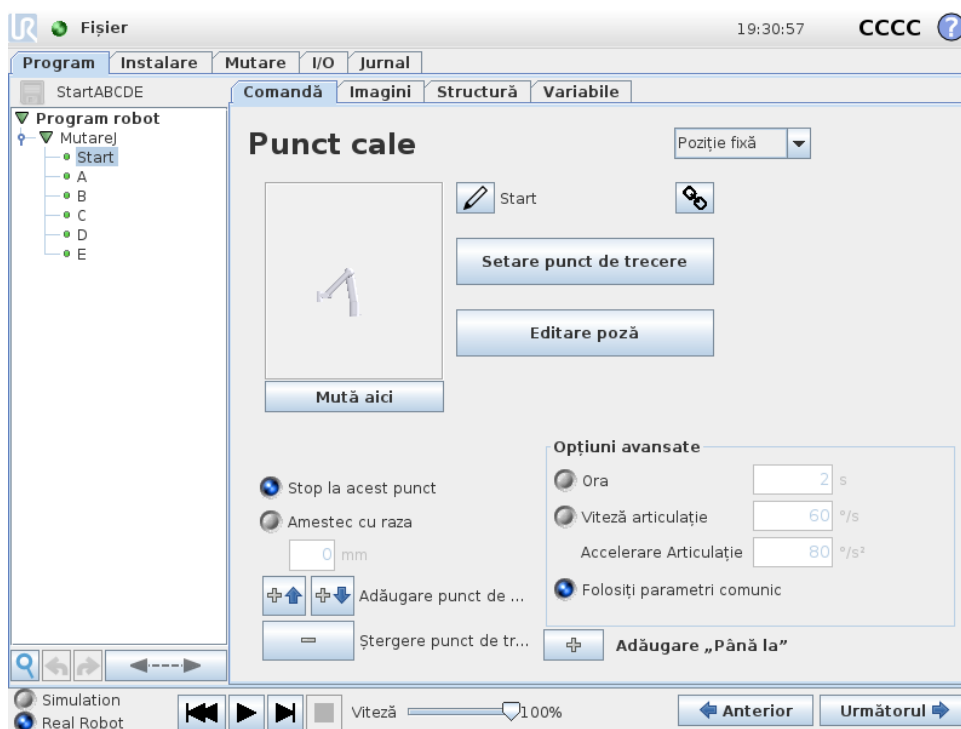 UR Fișier 19:30:57 CCCC ?
Program Instalare Mutare I/O Jurnal
StartABCDE
Comandă Imagini Structură Variabile
Program robot
MutareJ
Start
A
B
C
D
E
Punct cale
Poziție fixă
Start
Setare punct de trecere
Editare poză
Mută aici
Stop la acest punct
Amestec cu raza
0 mm
Adăugare punct de ...
Ștergere punct de tr...
Opțiuni avansate
Ora 2 s
Viteză articulație 60 °/s
Accelerare Articulație 80 °/s²
Folosiți parametri comunic
Adăugare „Până la”
Simulation
Real Robot
Viteză 100%
Anterior
Următorul